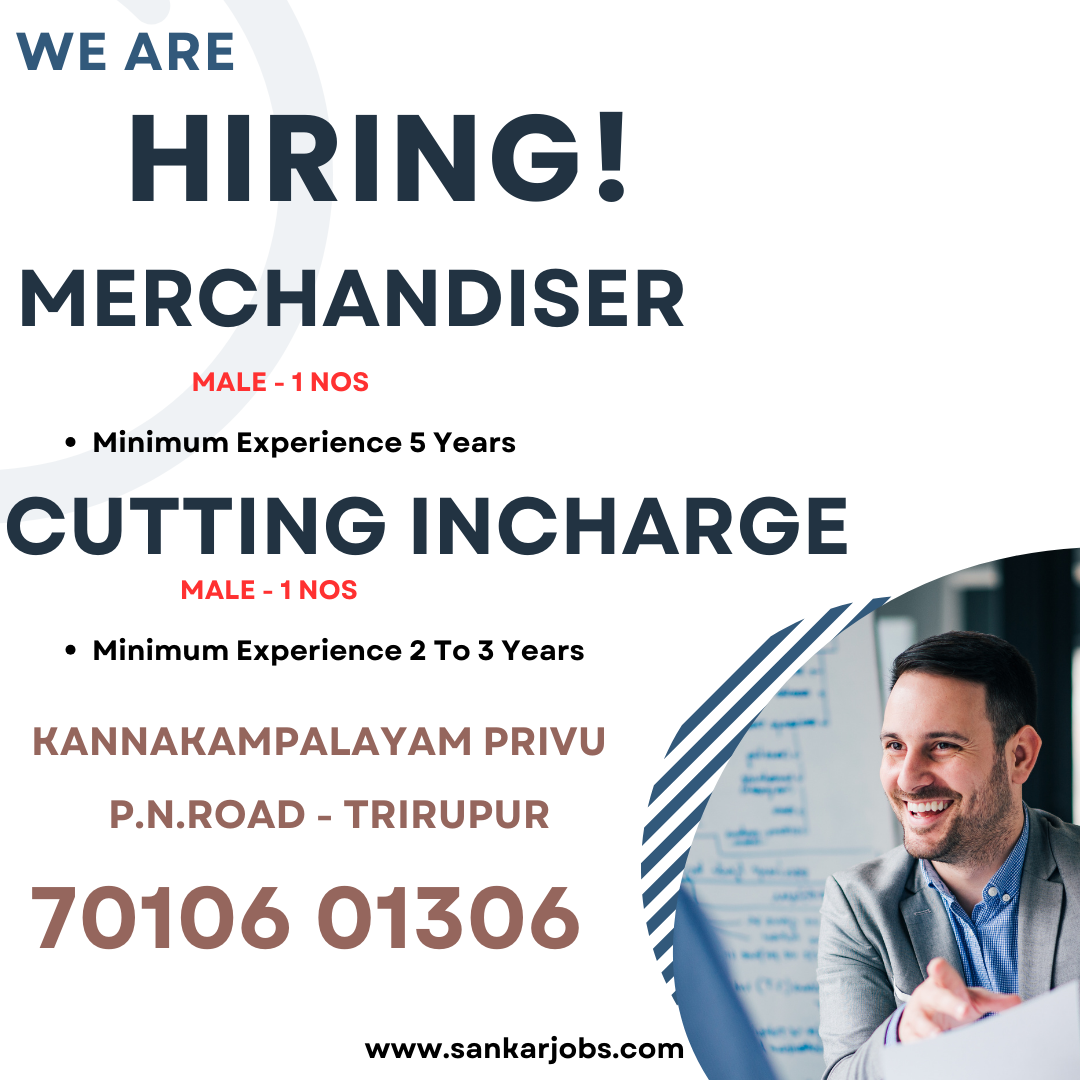 WE ARE
HIRING!
MERCHANDISER
MALE - 1 NOS
• Minimum Experience 5 Years
CUTTING INCHARGE
MALE - 1 NOS
• Minimum Experience 2 To 3 Years
KANNAKAMPALAYAM PRIVU
P.N.ROAD - TRIRUPUR
70106 01306
www.sankarjobs.com